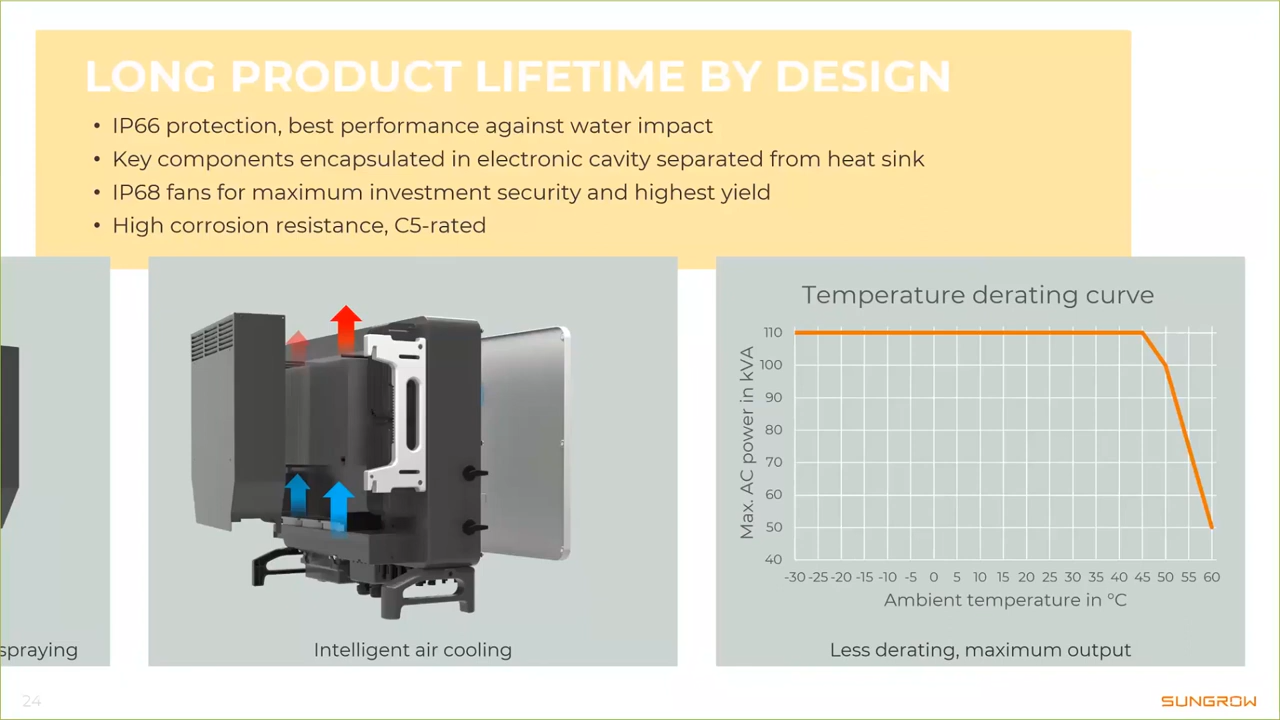 LONG PRODUCT LIFETIME BY DESIGN
• IP66 protection, best performance against water impact
• Key components encapsulated in electronic cavity separated from heat sink
• IP68 fans for maximum investment security and highest yield
• High corrosion resistance, C5-rated
spraying
Intelligent air cooling
Temperature derating curve
Max. AC power in kVA
110
100
90
80
70
60
50
40
-30 -25 -20 -15 -10 -5 0 5 10 15 20 25 30 35 40 45 50 55 60
Ambient temperature in °C
Less derating, maximum output
24
SUNGROW